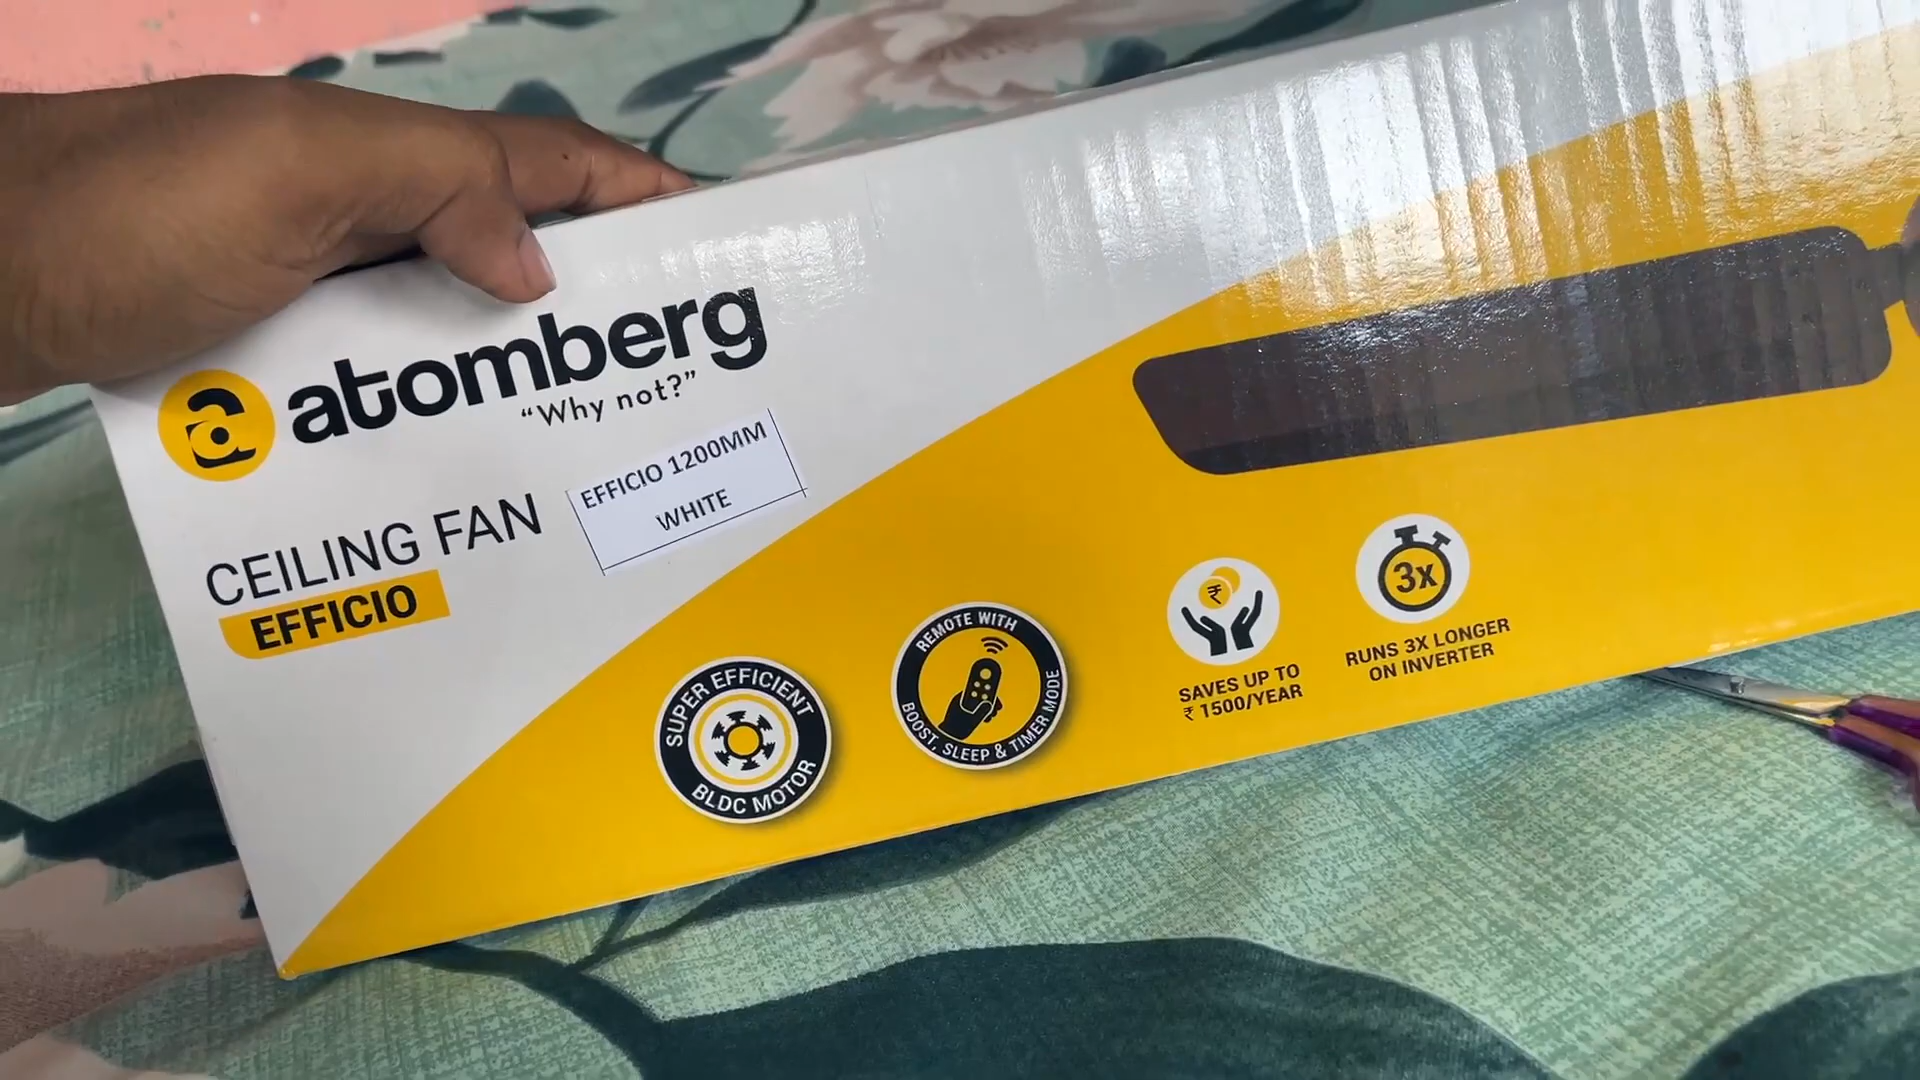 atomberg
"Why not?"
CEILING FAN
EFFICIO
EFFICIO 1200MM
WHITE
SUPER EFFICIENT
BLDC MOTOR
REMOTE WITH
BOOST, SLEEP & TIMER MODE
₹
SAVES UP TO
₹ 1500/YEAR
3x
RUNS 3X LONGER
ON INVERTER